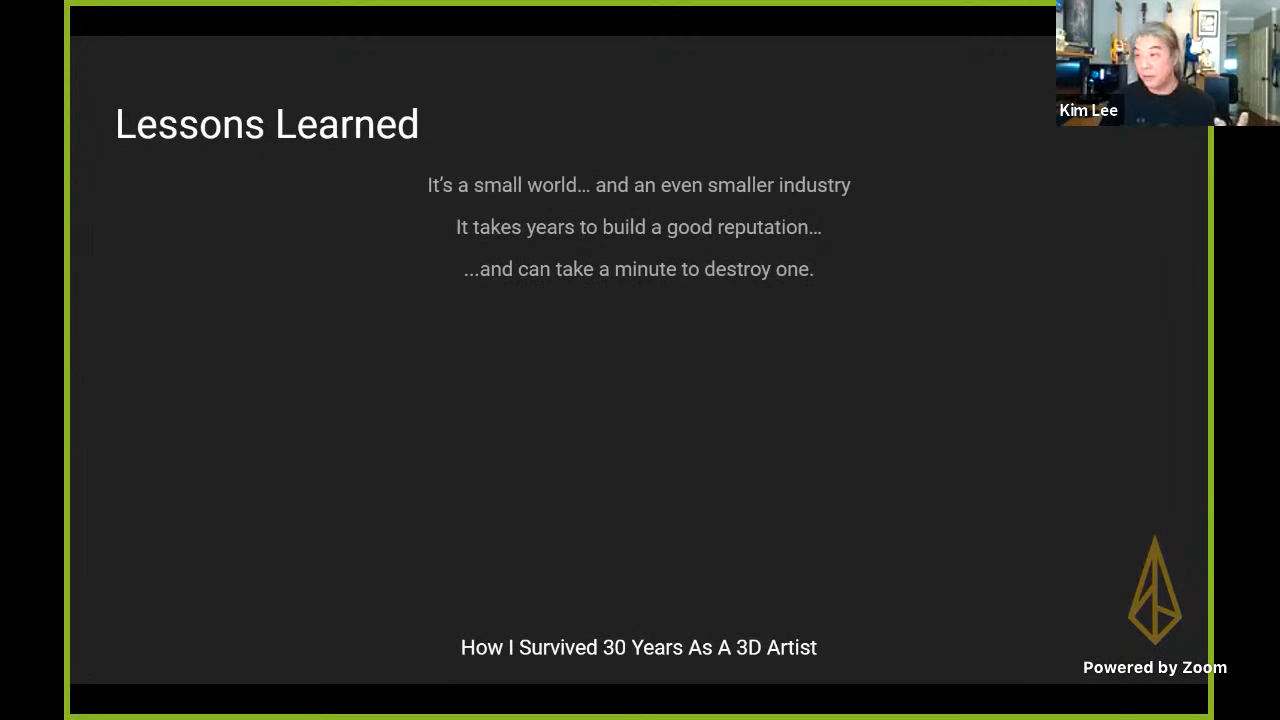 Kim Lee
Lessons Learned
It’s a small world... and an even smaller industry
It takes years to build a good reputation...
...and can take a minute to destroy one.
How I Survived 30 Years As A 3D Artist
Powered by Zoom